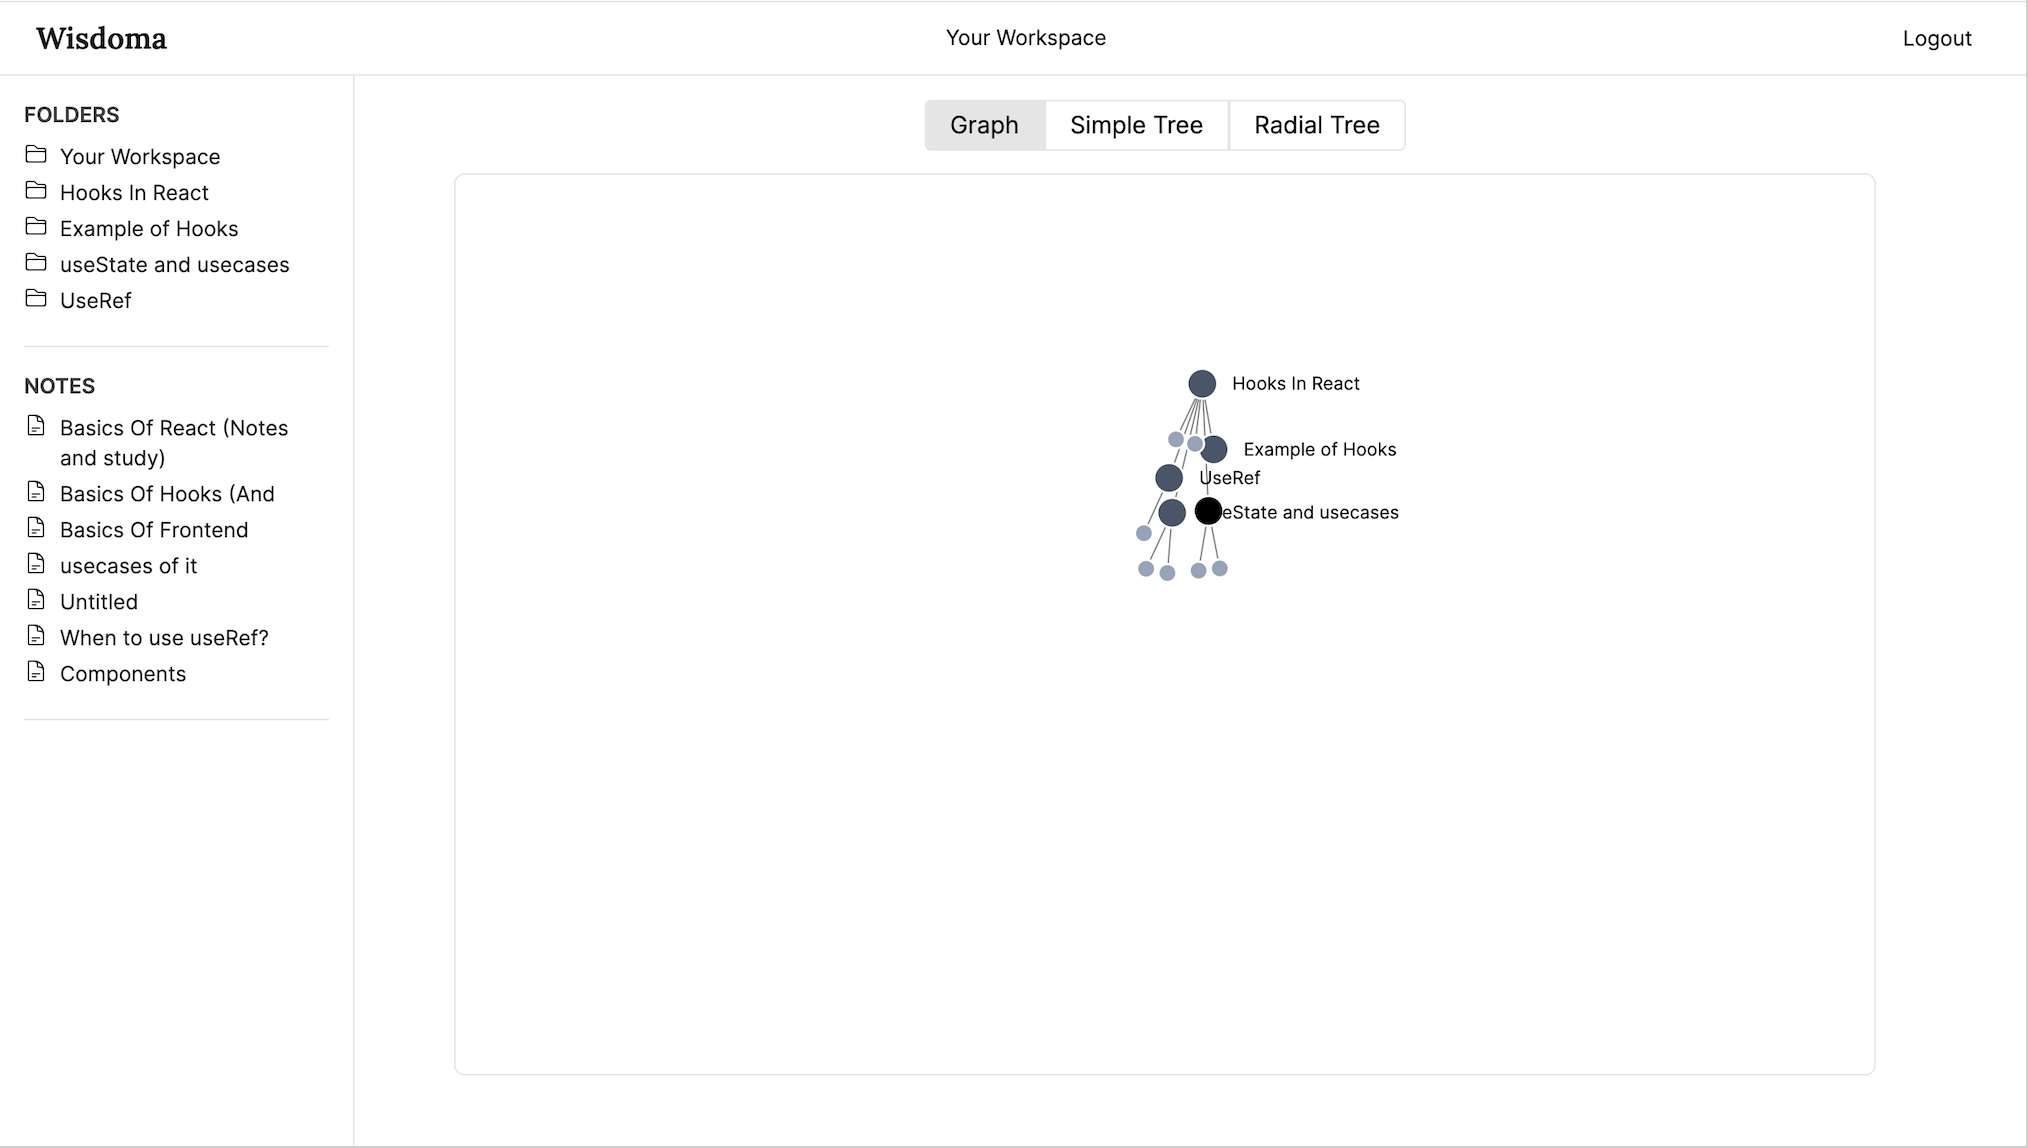 Wisdoma
Your Workspace
Logout
FOLDERS
Your Workspace
Hooks In React
Example of Hooks
useState and usecases
UseRef
NOTES
Basics Of React (Notes
and study)
Basics Of Hooks (And
Basics Of Frontend
usecases of it
Untitled
When to use useRef?
Components
Graph
Simple Tree
Radial Tree
Hooks In React
Example of Hooks
UseRef
eState and usecases